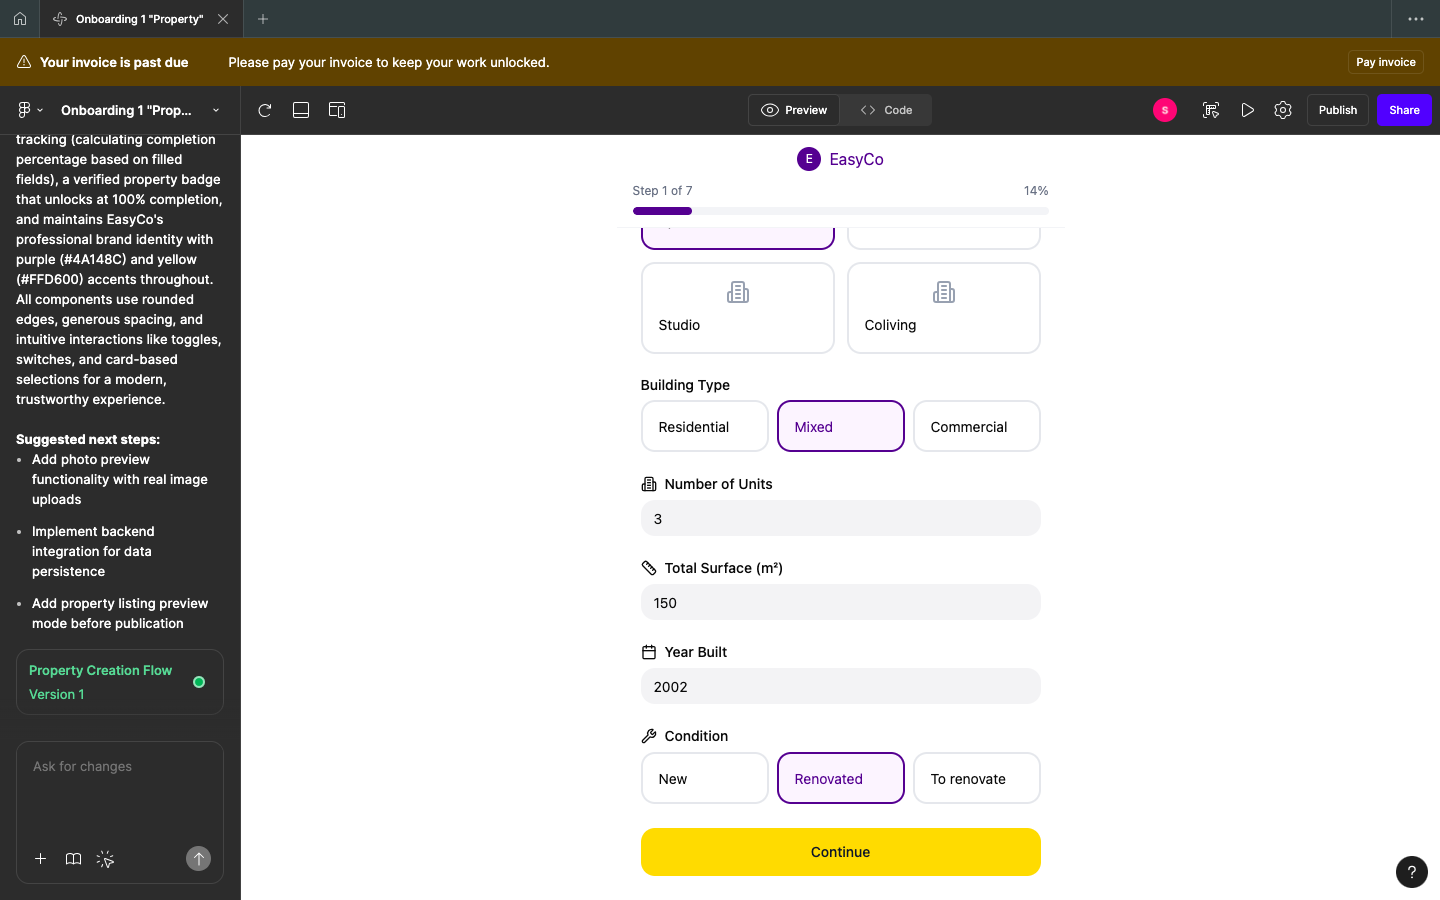 Onboarding 1 "Property"
Your invoice is past due
Please pay your invoice to keep your work unlocked.
Pay invoice
Onboarding 1 "Prop...
Preview
Code
S
Publish
Share
tracking (calculating completion
percentage based on filled
fields), a verified property badge
that unlocks at 100% completion,
and maintains EasyCo's
professional brand identity with
purple (#4A148C) and yellow
(#FFD600) accents throughout.
All components use rounded
edges, generous spacing, and
intuitive interactions like toggles,
switches, and card-based
selections for a modern,
trustworthy experience.
Suggested next steps:
• Add photo preview
functionality with real image
uploads
• Implement backend
integration for data
persistence
• Add property listing preview
mode before publication
Property Creation Flow
Version 1
Ask for changes
E EasyCo
Step 1 of 7
14%
Studio
Coliving
Building Type
Residential
Mixed
Commercial
Number of Units
3
Total Surface (m²)
150
Year Built
2002
Condition
New
Renovated
To renovate
Continue
?